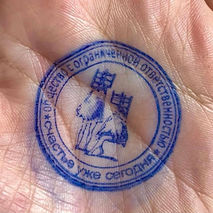 общество с ограниченной ответственностью
счастье уже сегодня